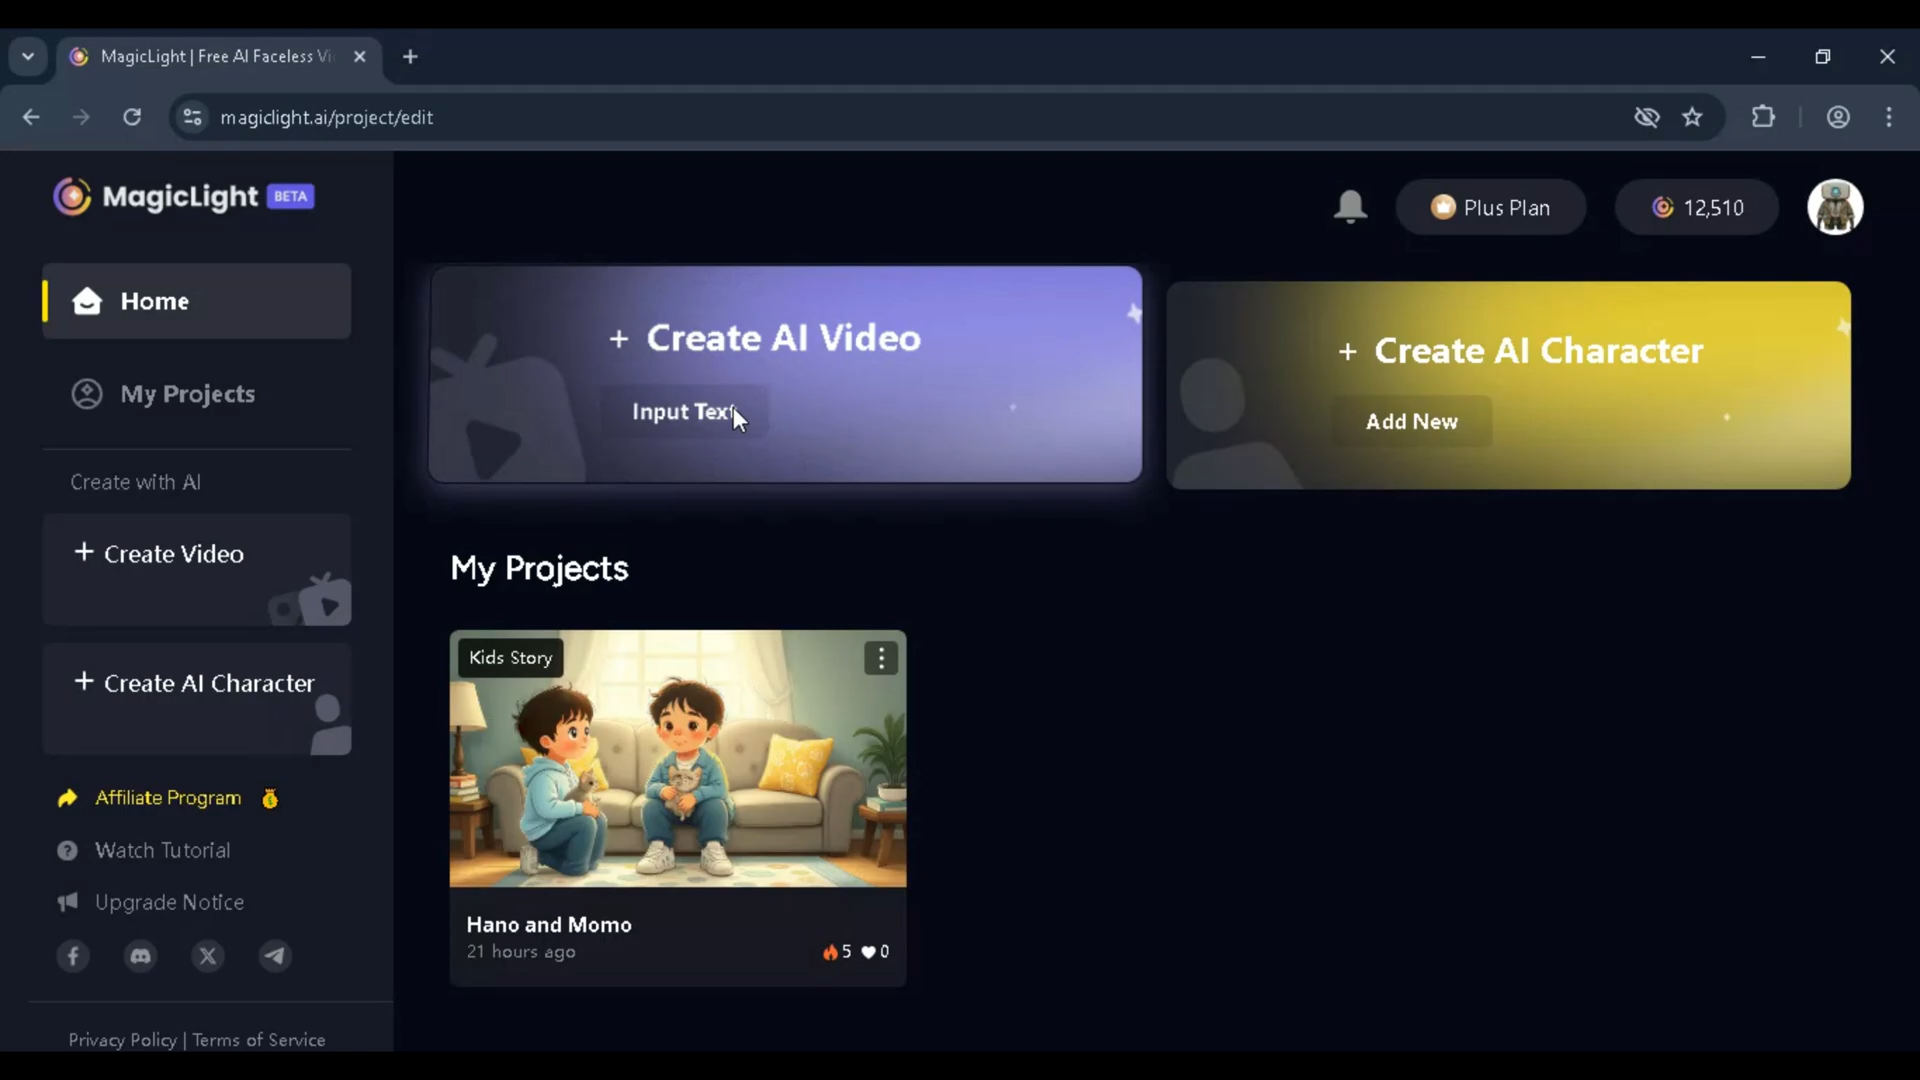 MagicLight | Free AI Faceless Vi
magiclight.ai/project/edit
MagicLight BETA
Plus Plan
12,510
Home
My Projects
Create with AI
+ Create Video
+ Create AI Character
Affiliate Program
Watch Tutorial
Upgrade Notice
Privacy Policy | Terms of Service
+ Create AI Video
Input Text
+ Create AI Character
Add New
My Projects
Kids Story
Hano and Momo
21 hours ago
5
0